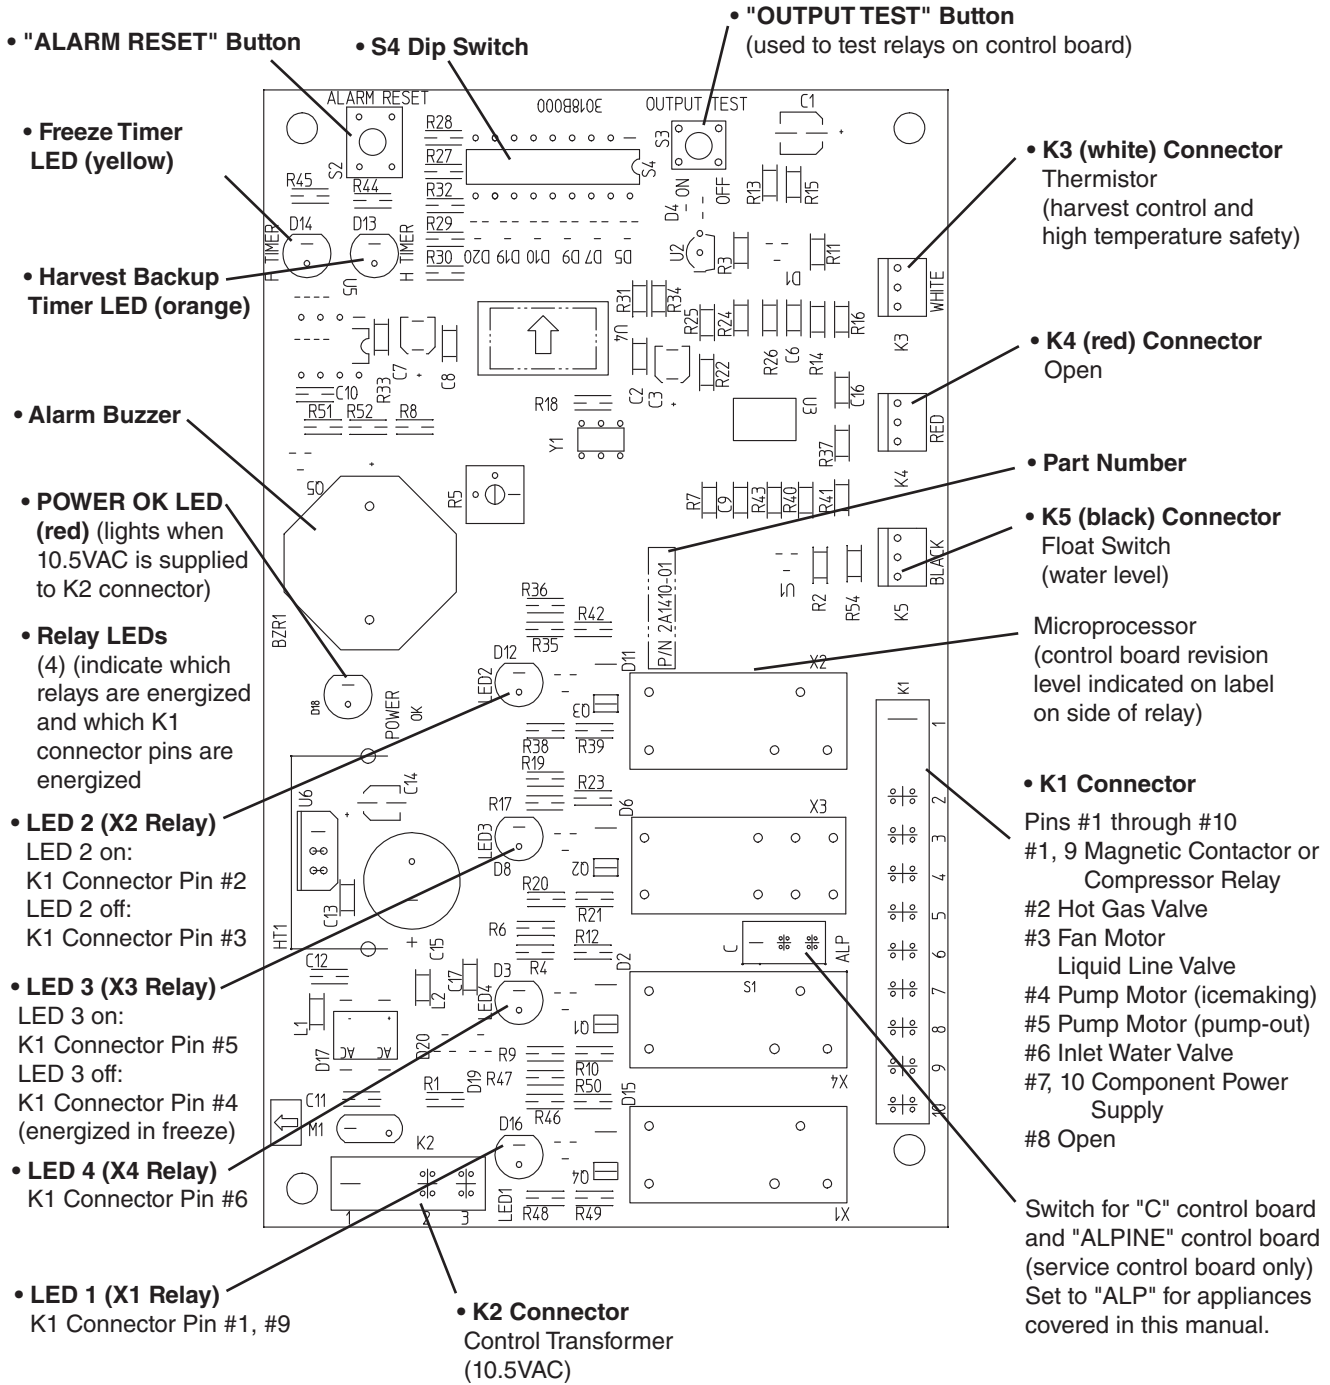 • "ALARM RESET" Button
• S4 Dip Switch
• "OUTPUT TEST" Button
(used to test relays on control board)
• Freeze Timer
LED (yellow)
• Harvest Backup
Timer LED (orange)
• Alarm Buzzer
• POWER OK LED
(red) (lights when
10.5VAC is supplied
to K2 connector)
• Relay LEDs
(4) (indicate which
relays are energized
and which K1
connector pins are
energized
• LED 2 (X2 Relay)
LED 2 on:
K1 Connector Pin #2
LED 2 off:
K1 Connector Pin #3
• LED 3 (X3 Relay)
LED 3 on:
K1 Connector Pin #5
LED 3 off:
K1 Connector Pin #4
(energized in freeze)
• LED 4 (X4 Relay)
K1 Connector Pin #6
• LED 1 (X1 Relay)
K1 Connector Pin #1, #9
• K2 Connector
Control Transformer
(10.5VAC)
• K3 (white) Connector
Thermistor
(harvest control and
high temperature safety)
• K4 (red) Connector
Open
• Part Number
• K5 (black) Connector
Float Switch
(water level)
Microprocessor
(control board revision
level indicated on label
on side of relay)
• K1 Connector
Pins #1 through #10
#1, 9 Magnetic Contactor or
Compressor Relay
#2 Hot Gas Valve
#3 Fan Motor
Liquid Line Valve
#4 Pump Motor (icemaking)
#5 Pump Motor (pump-out)
#6 Inlet Water Valve
#7, 10 Component Power
Supply
#8 Open
Switch for "C" control board
and "ALPINE" control board
(service control board only)
Set to "ALP" for appliances
covered in this manual.
ALARM RESET
3018B000
OUTPUT TEST
C1
S2
R28
R27
R32
R29
R30
S4
S3
ON
OFF
D4
R13
R15
R45
R44
D14
D13
F TIMER
H TIMER
U5
D20
D19
D10
D9
D7
D5
U2
R3
D1
R11
WHITE
K3
R31
R34
U4
R25
R24
R26
C6
R14
R16
R33
C7
C8
C10
C2
C3
R22
C16
R51
R52
R8
R18
Y1
U3
R37
RED
K4
Q5
R5
R7
C9
R43
R40
R41
BZR1
P/N 2A1410-01
U1
R2
R54
BLACK
K5
R36
R42
R35
D12
LED2
D11
X2
K1
D18
POWER
OK
Q3
R38
R39
R19
R23
C14
U6
R17
LED3
D8
D6
X3
Q2
R20
R21
C13
HT1
C15
R6
R12
R4
C
ALP
S1
C12
L1
L2
C17
D3
LED4
D2
Q1
D17
AC
AC
D20
D19
R9
R47
R10
R50
R46
R1
D15
X4
C11
M1
K2
D16
LED1
Q4
R48
R49
X1
1
2
3
1
2
3
4
5
6
7
8
9
10